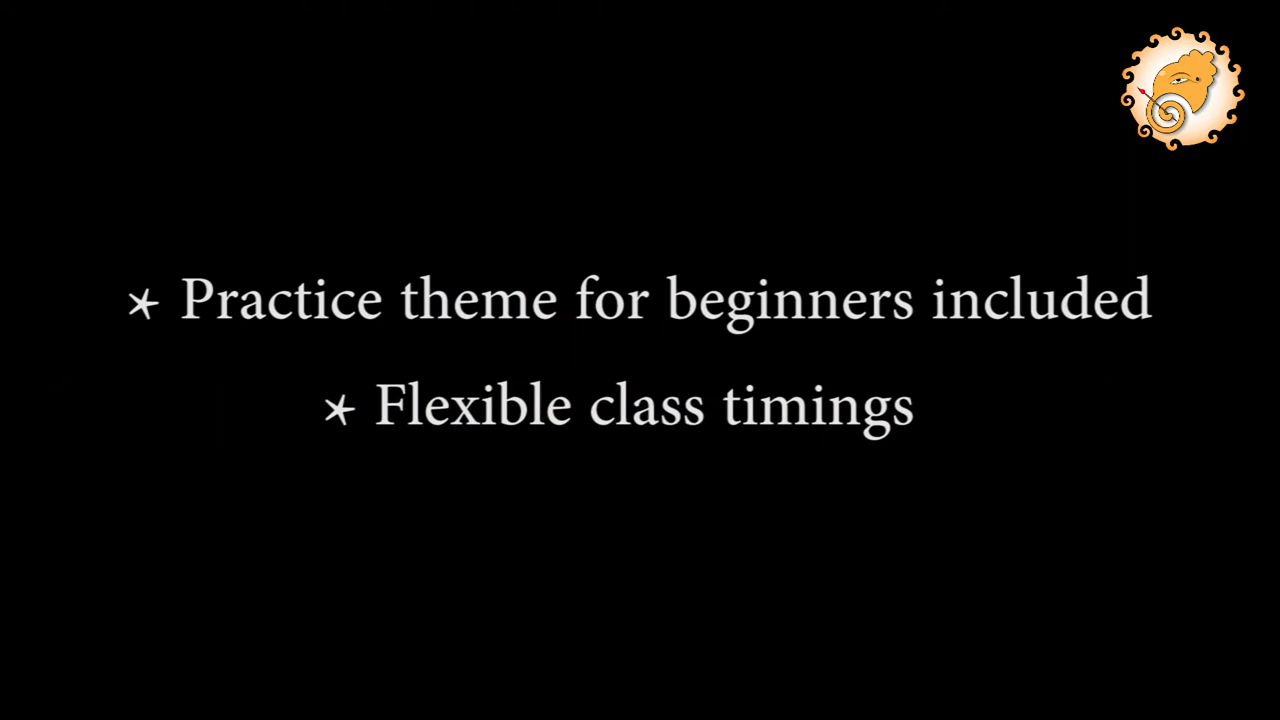 * Practice theme for beginners included
* Flexible class timings